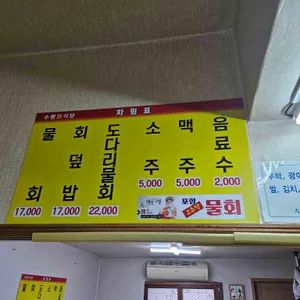 차림표
물회
17,000
회덮밥
17,000
도다리물회
22,000
소주
5,000
맥주
5,000
음료수
2,000
포항
물회